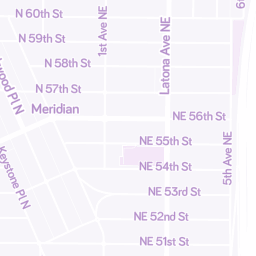 N 60th St
N 59th St
1st Ave NE
Latona Ave NE
N 58th St
N 57th St
Meridian
NE 56th St
NE 55th St
5th Ave NE
NE 54th St
Keystone Pl N
NE 53rd St
NE 52nd St
NE 51st St
wood Pl N